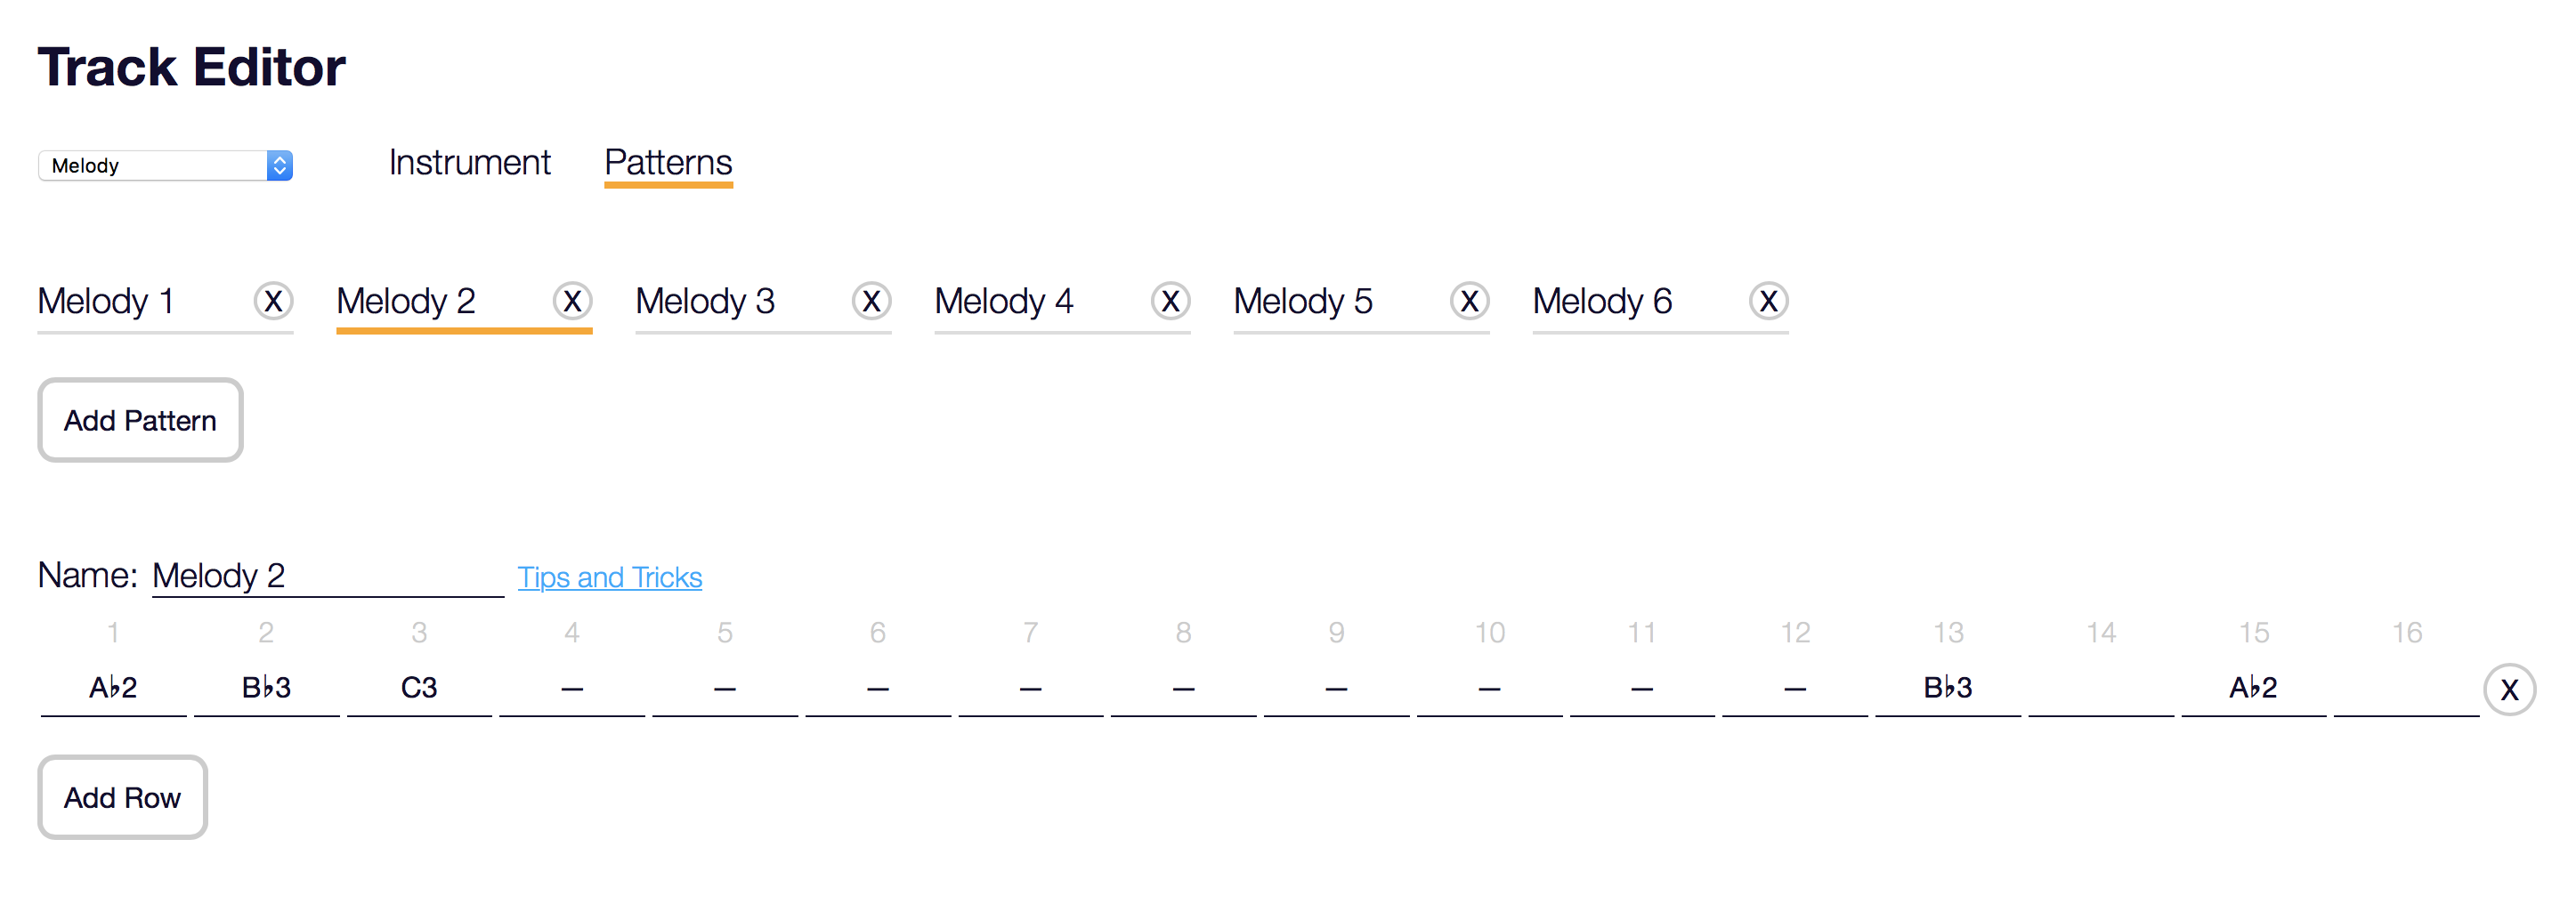 Track Editor
Melody Instrument Patterns
Melody 1 X Melody 2 X Melody 3 X Melody 4 X Melody 5 X Melody 6 X
Add Pattern
Name: Melody 2 Tips and Tricks
1 2 3 4 5 6 7 8 9 10 11 12 13 14 15 16
A♭2 B♭3 C3 – – – – – – – – – B♭3 A♭2 X
Add Row